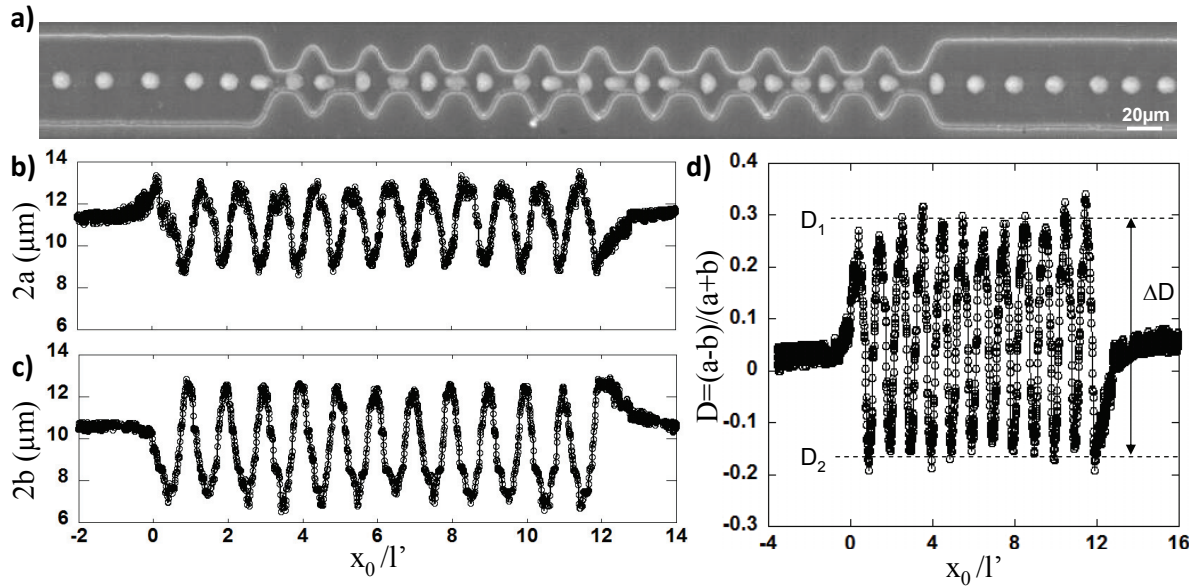 a)
20μm
b)
14
12
10
8
6
2a (μm)
c)
14
12
10
8
6
2b (μm)
-2 0 2 4 6 8 10 12 14
x0/l’
d)
0.4
0.3
0.2
0.1
0
-0.1
-0.2
-0.3
D=(a-b)/(a+b)
D1
D2
ΔD
-4 0 4 8 12 16
x0/l’